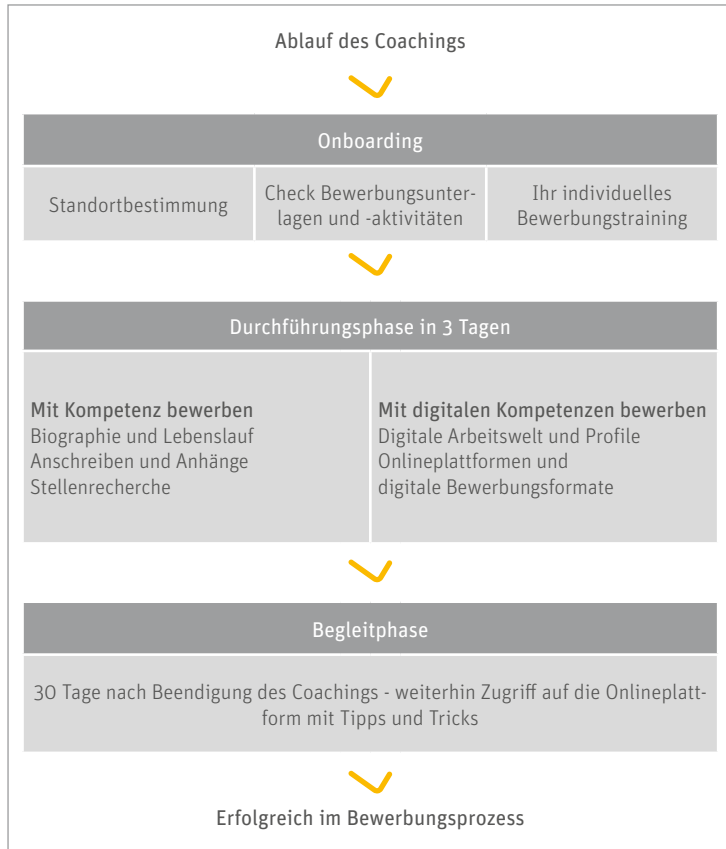 Ablauf des Coachings
Onboarding
Standortbestimmung
Check Bewerbungsunter-
lagen und -aktivitäten
Ihr individuelles
Bewerbungstraining
Durchführungsphase in 3 Tagen
Mit Kompetenz bewerben
Biographie und Lebenslauf
Anschreiben und Anhänge
Stellenrecherche
Mit digitalen Kompetenzen bewerben
Digitale Arbeitswelt und Profile
Onlineplattformen und
digitale Bewerbungsformate
Begleitphase
30 Tage nach Beendigung des Coachings - weiterhin Zugriff auf die Onlineplatt-
form mit Tipps und Tricks
Erfolgreich im Bewerbungsprozess